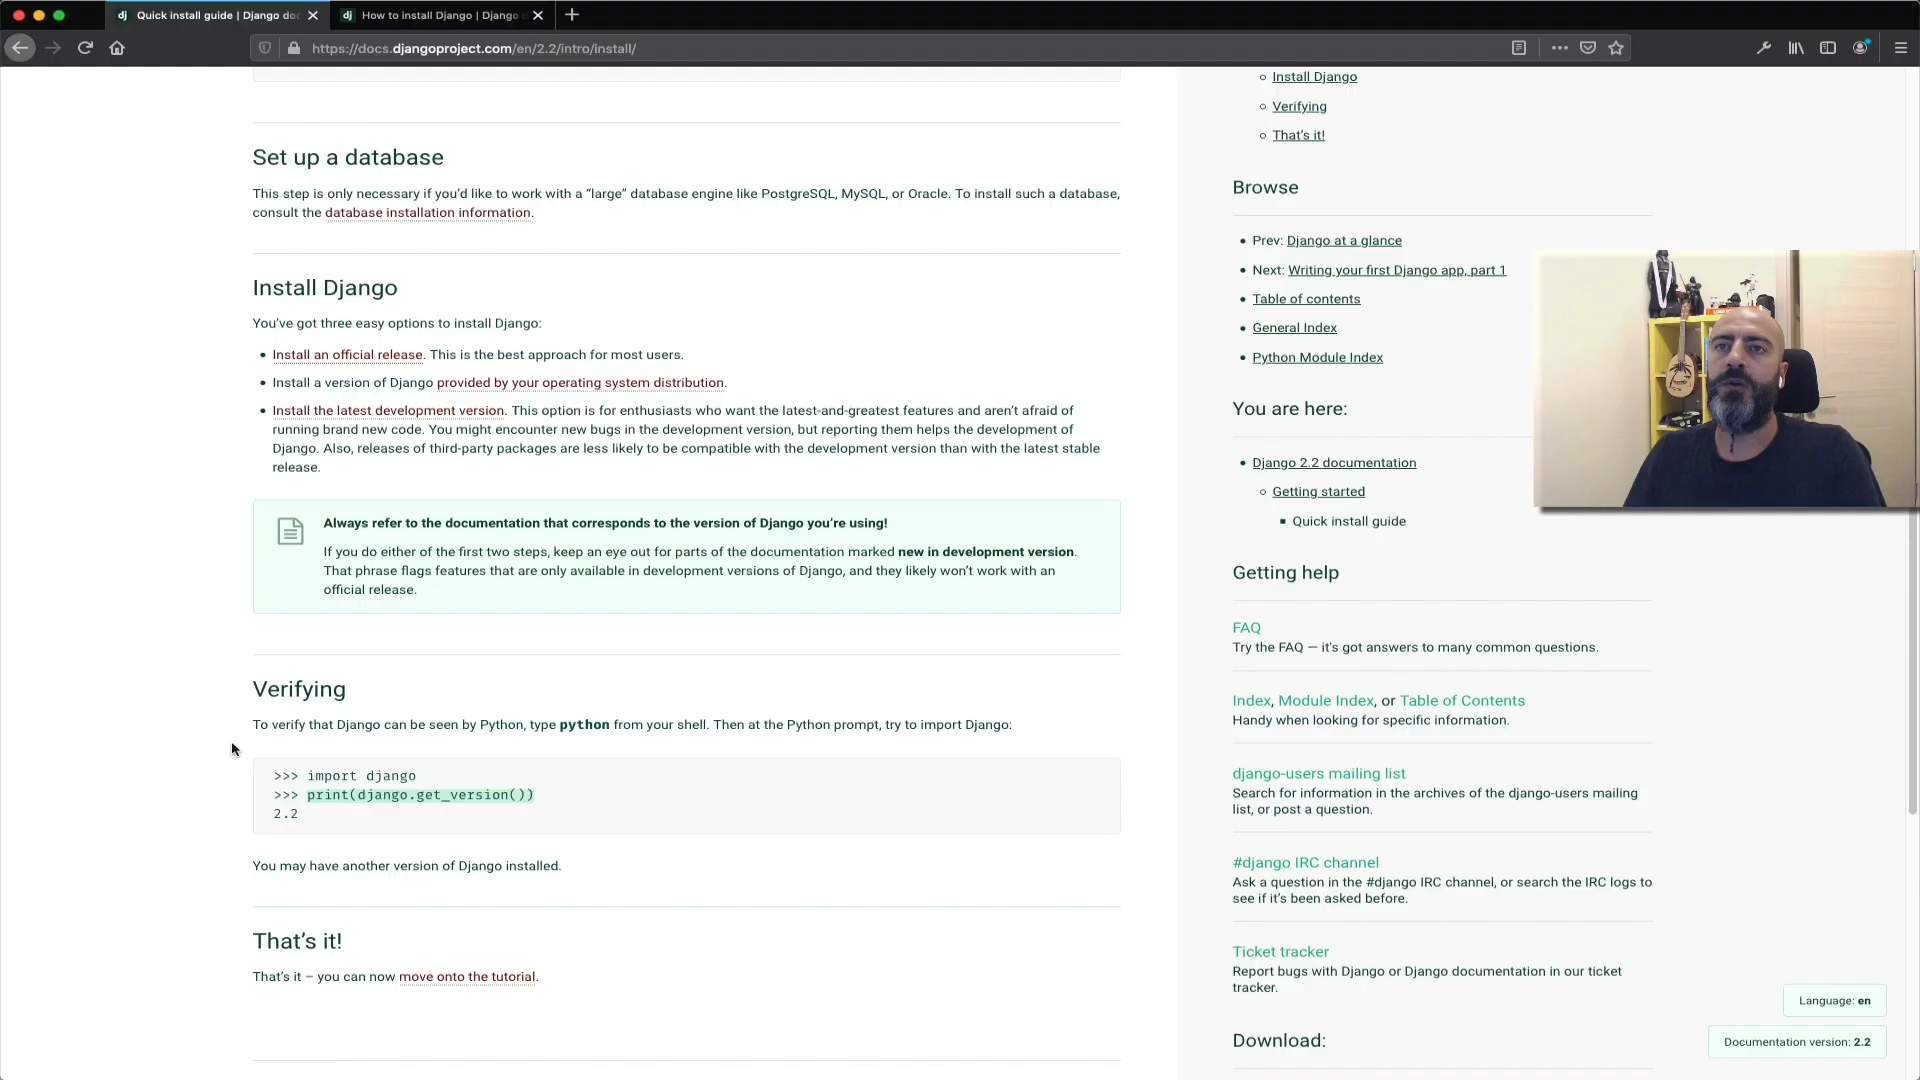 Quick install guide | Django doc
How to install Django | Django
https://docs.djangoproject.com/en/2.2/intro/install/
Set up a database
This step is only necessary if you’d like to work with a “large” database engine like PostgreSQL, MySQL, or Oracle. To install such a database,
consult the database installation information.
Install Django
You’ve got three easy options to install Django:
• Install an official release. This is the best approach for most users.
• Install a version of Django provided by your operating system distribution.
• Install the latest development version. This option is for enthusiasts who want the latest-and-greatest features and aren’t afraid of
running brand new code. You might encounter new bugs in the development version, but reporting them helps the development of
Django. Also, releases of third-party packages are less likely to be compatible with the development version than with the latest stable
release.
Always refer to the documentation that corresponds to the version of Django you’re using!
If you do either of the first two steps, keep an eye out for parts of the documentation marked new in development version.
That phrase flags features that are only available in development versions of Django, and they likely won’t work with an
official release.
Verifying
To verify that Django can be seen by Python, type python from your shell. Then at the Python prompt, try to import Django:
>>> import django
>>> print(django.get_version())
2.2
You may have another version of Django installed.
That’s it!
That’s it – you can now move onto the tutorial.
Install Django
Verifying
That’s it!
Browse
• Prev: Django at a glance
• Next: Writing your first Django app, part 1
• Table of contents
• General Index
• Python Module Index
You are here:
• Django 2.2 documentation
Getting started
Quick install guide
Getting help
FAQ
Try the FAQ — it's got answers to many common questions.
Index, Module Index, or Table of Contents
Handy when looking for specific information.
django-users mailing list
Search for information in the archives of the django-users mailing
list, or post a question.
#django IRC channel
Ask a question in the #django IRC channel, or search the IRC logs to
see if it’s been asked before.
Ticket tracker
Report bugs with Django or Django documentation in our ticket
tracker.
Download:
Language: en
Documentation version: 2.2